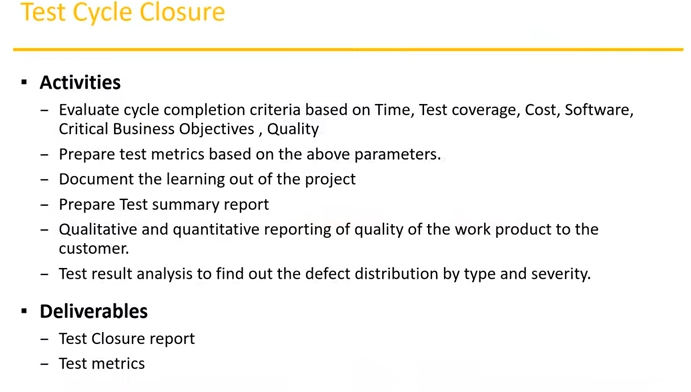 Test Cycle Closure
▪ Activities
– Evaluate cycle completion criteria based on Time, Test coverage, Cost, Software,
Critical Business Objectives , Quality
– Prepare test metrics based on the above parameters.
– Document the learning out of the project
– Prepare Test summary report
– Qualitative and quantitative reporting of quality of the work product to the
customer.
– Test result analysis to find out the defect distribution by type and severity.
▪ Deliverables
– Test Closure report
– Test metrics